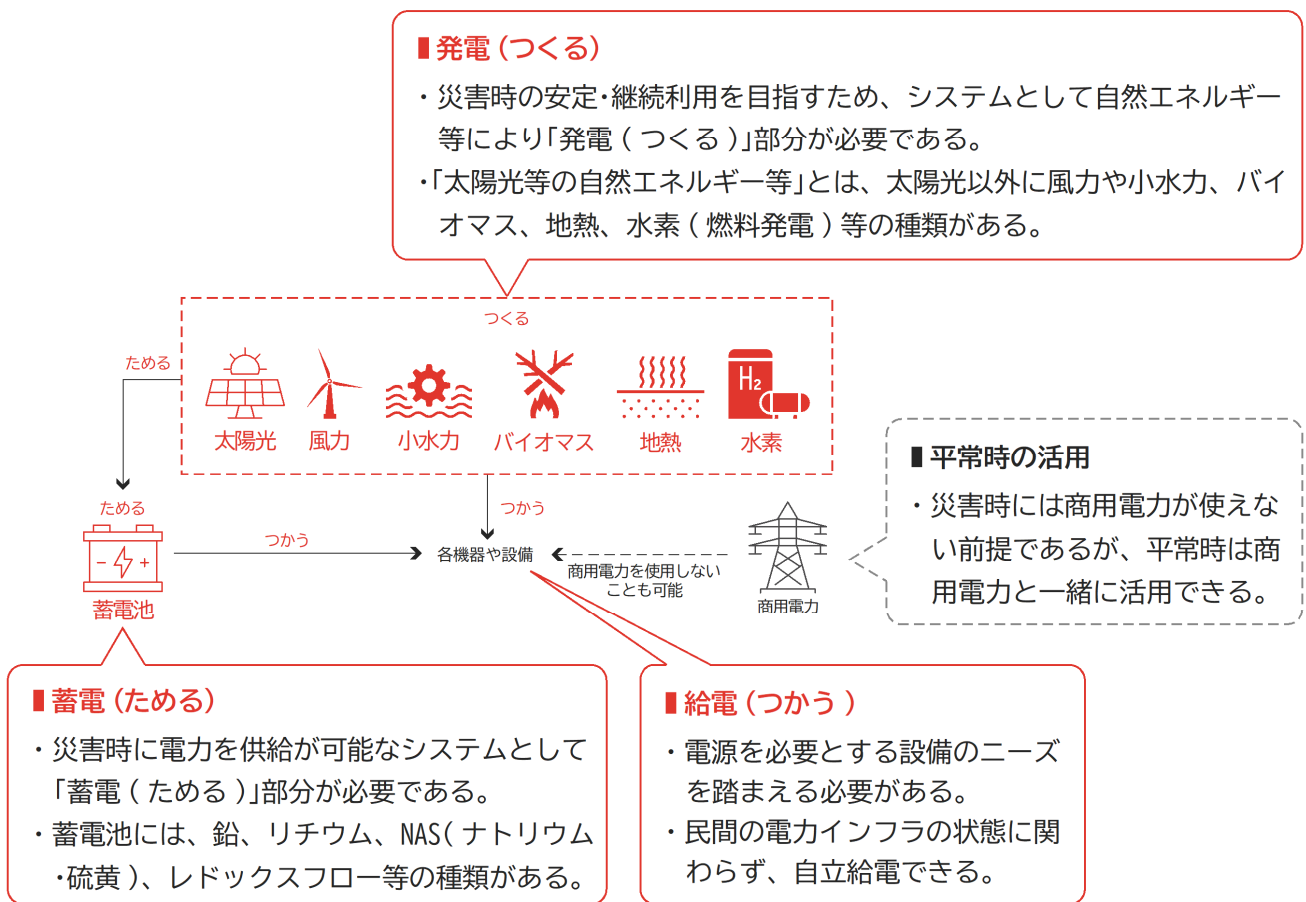 ▮発電（つくる）
・災害時の安定・継続利用を目指すため、システムとして自然エネルギー
等により「発電（つくる）」部分が必要である。
・「太陽光等の自然エネルギー等」とは、太陽光以外に風力や小水力、バイ
オマス、地熱、水素（燃料発電）等の種類がある。
つくる
ためる
H₂
太陽光
風力
小水力
バイオマス
地熱
水素
▮平常時の活用
・災害時には商用電力が使えな
い前提であるが、平常時は商
用電力と一緒に活用できる。
ためる
つかう
つかう
- +
各機器や設備
商用電力を使用しない
ことも可能
商用電力
蓄電池
▮蓄電（ためる）
・災害時に電力を供給が可能なシステムとして
「蓄電（ためる）」部分が必要である。
・蓄電池には、鉛、リチウム、NAS（ナトリウム
・硫黄）、レドックスフロー等の種類がある。
▮給電（つかう）
・電源を必要とする設備のニーズ
を踏まえる必要がある。
・民間の電力インフラの状態に関
わらず、自立給電できる。